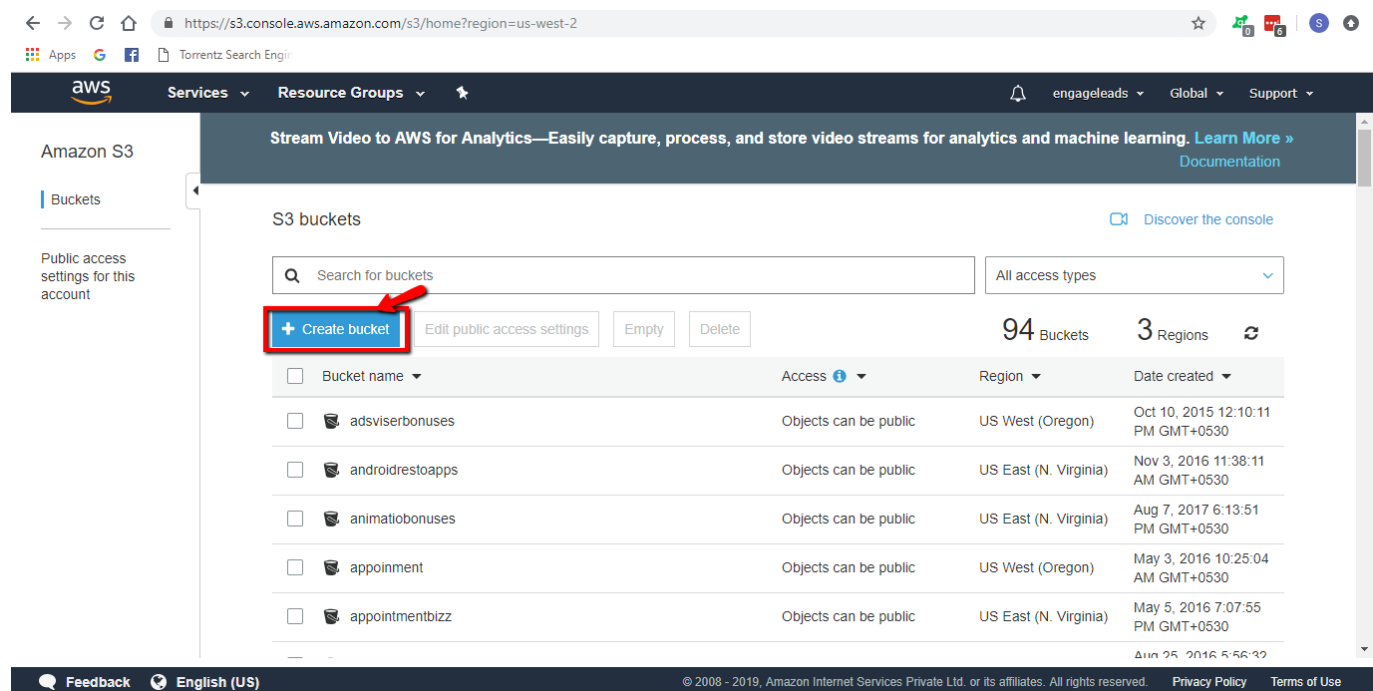 https://s3.console.aws.amazon.com/s3/home?region=us-west-2
0 6 S
Apps G f Torrentz Search Engin
aws Services Resource Groups engageleads Global Support
Stream Video to AWS for Analytics—Easily capture, process, and store video streams for analytics and machine learning. Learn More »
Documentation
Amazon S3
Buckets
Public access
settings for this
account
S3 buckets Discover the console
Search for buckets All access types
+ Create bucket Edit public access settings Empty Delete 94 Buckets 3 Regions
Bucket name Access Region Date created
adsviserbonuses Objects can be public US West (Oregon) Oct 10, 2015 12:10:11
PM GMT+0530
androidrestoapps Objects can be public US East (N. Virginia) Nov 3, 2016 11:38:11
AM GMT+0530
animatiobonuses Objects can be public US East (N. Virginia) Aug 7, 2017 6:13:51
PM GMT+0530
appoinment Objects can be public US West (Oregon) May 3, 2016 10:25:04
AM GMT+0530
appointmentbizz Objects can be public US East (N. Virginia) May 5, 2016 7:07:55
PM GMT+0530
Aug 25, 2016 5:56:32
Feedback English (US) © 2008 - 2019, Amazon Internet Services Private Ltd. or its affiliates. All rights reserved. Privacy Policy Terms of Use